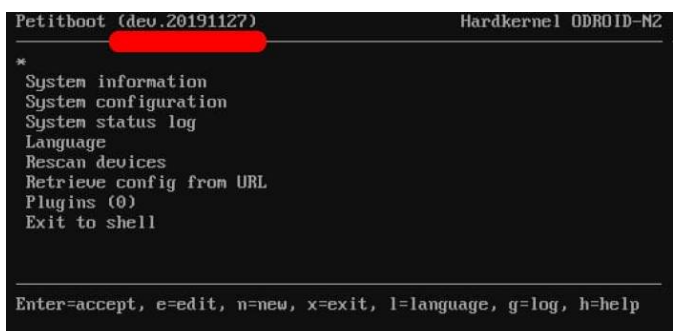 Petitboot (dev.20191127) Hardkernel ODROID-N2
*
System information
System configuration
System status log
Language
Rescan devices
Retrieve config from URL
Plugins (0)
Exit to shell
Enter=accept, e=edit, n=new, x=exit, l=language, g=log, h=help